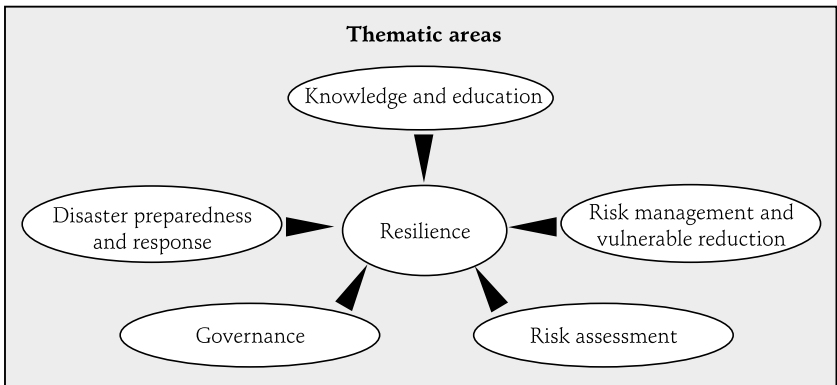 Thematic areas
Knowledge and education
Disaster preparedness
and response
Resilience
Risk management and
vulnerable reduction
Governance
Risk assessment